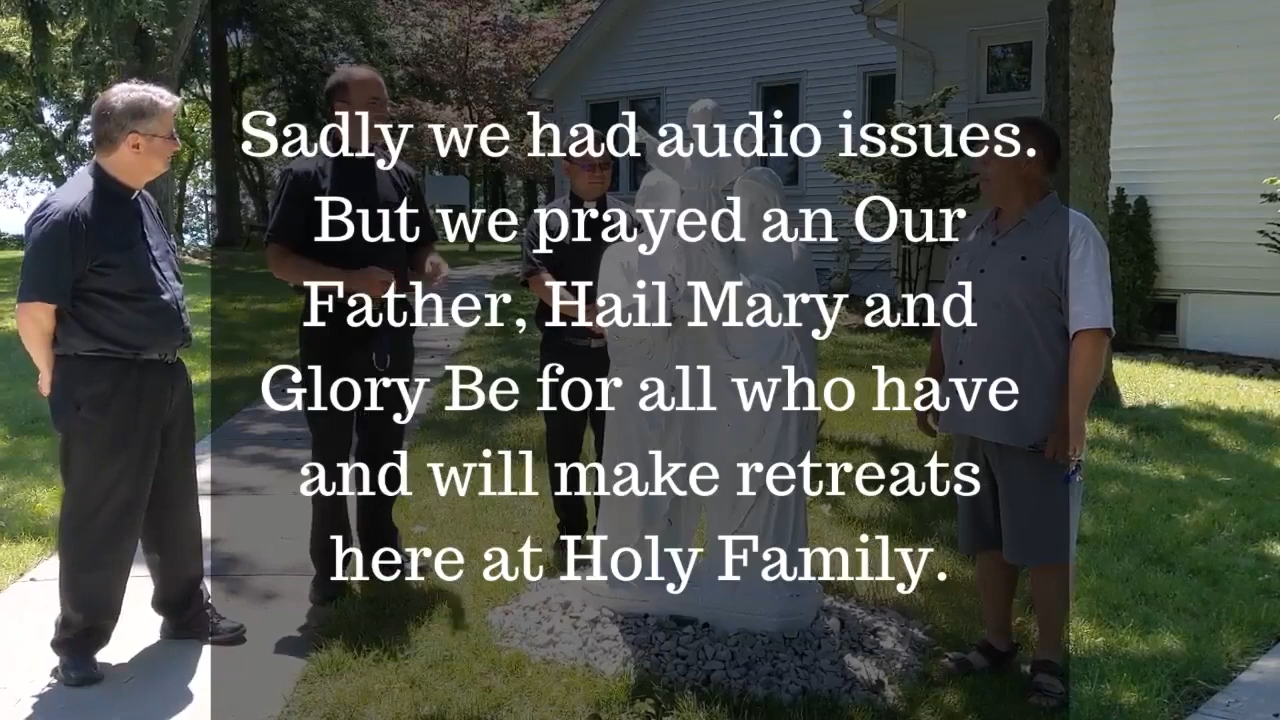 Sadly we had audio issues.
But we prayed an Our
Father, Hail Mary and
Glory Be for all who have
and will make retreats
here at Holy Family.